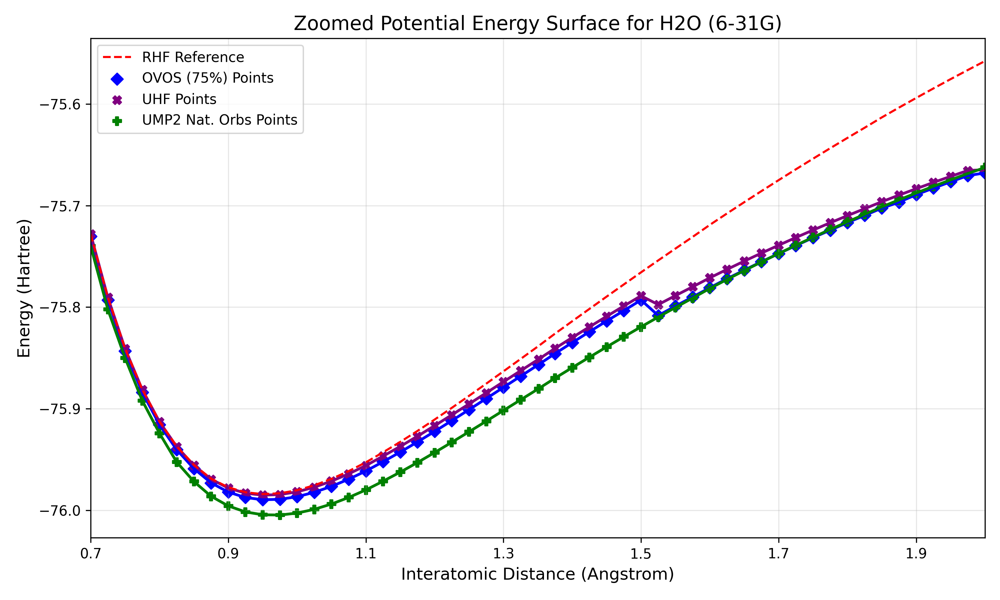 Zoomed Potential Energy Surface for H2O (6-31G)
RHF Reference
OVOS (75%) Points
UHF Points
UMP2 Nat. Orbs Points
Energy (Hartree)
−75.6
−75.7
−75.8
−75.9
−76.0
0.7 0.9 1.1 1.3 1.5 1.7 1.9
Interatomic Distance (Angstrom)